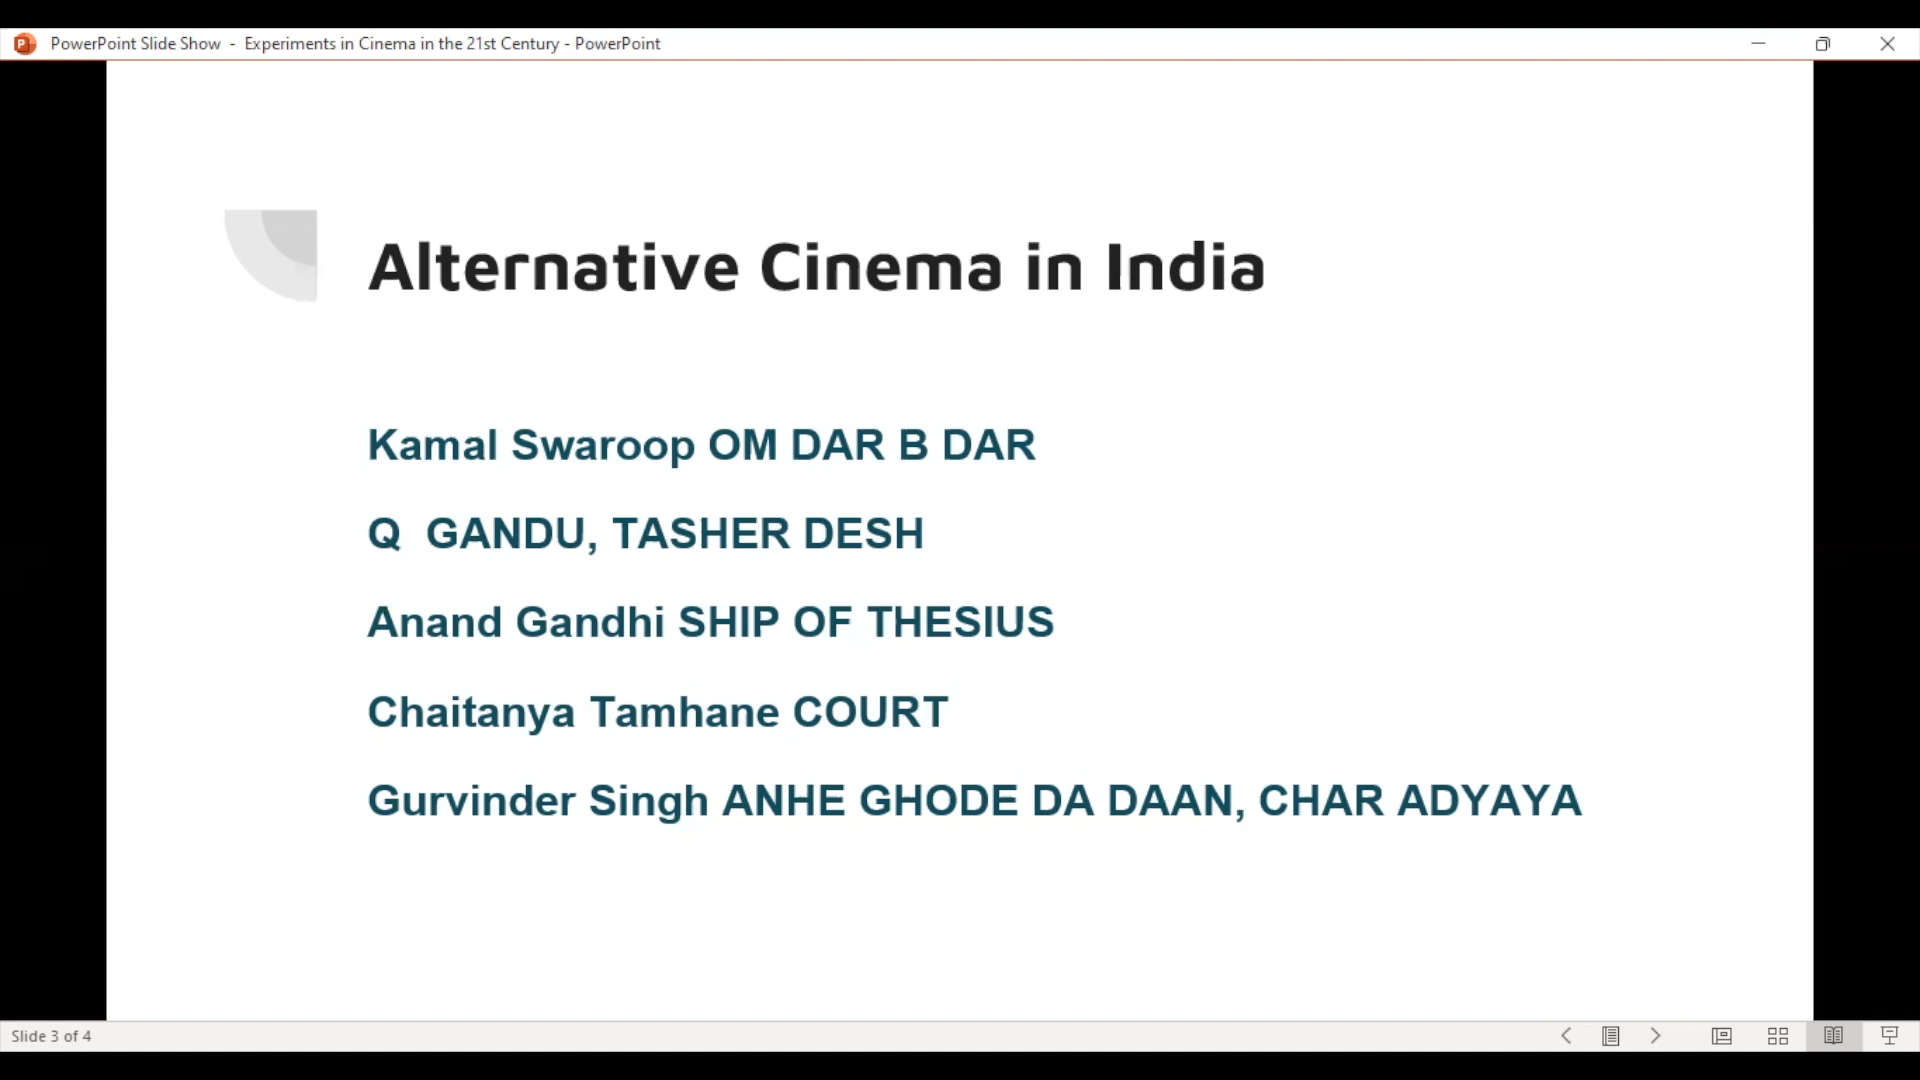 PowerPoint Slide Show - Experiments in Cinema in the 21st Century - PowerPoint
Alternative Cinema in India
Kamal Swaroop OM DAR B DAR
Q GANDU, TASHER DESH
Anand Gandhi SHIP OF THESIUS
Chaitanya Tamhane COURT
Gurvinder Singh ANHE GHODE DA DAAN, CHAR ADYAYA
Slide 3 of 4